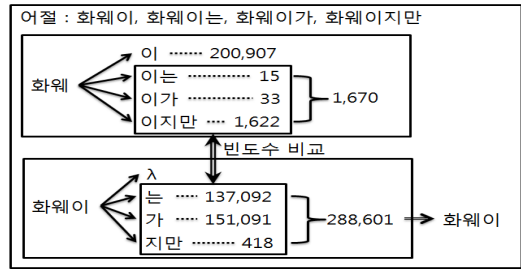 어절 : 화웨이, 화웨이는, 화웨이가, 화웨이지만
이 ······ 200,907
화웨
이는 ··········· 15
이가 ··········· 33
이지만 ···· 1,622
1,670
빈도수 비교
화웨이
λ
는 ···· 137,092
가 ···· 151,091
지만 ········ 418
288,601
화웨이